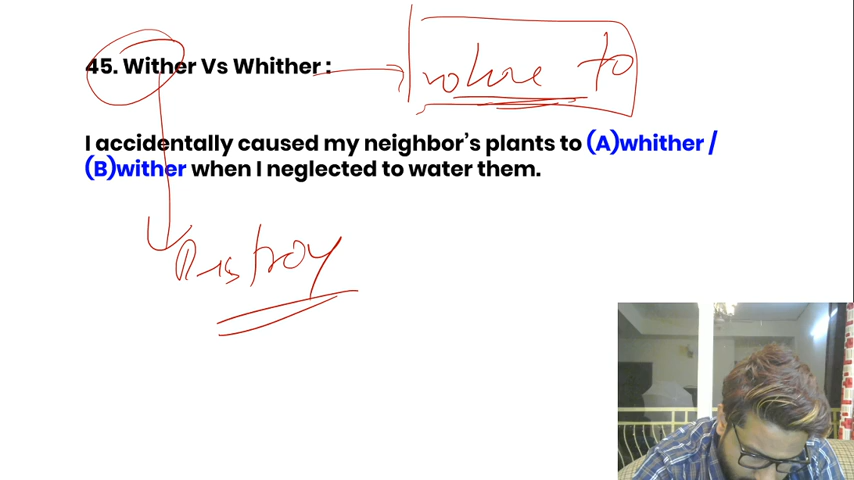 45. Wither Vs Whither :
where to
I accidentally caused my neighbor's plants to (A)whither /
(B)wither when I neglected to water them.
Destroy